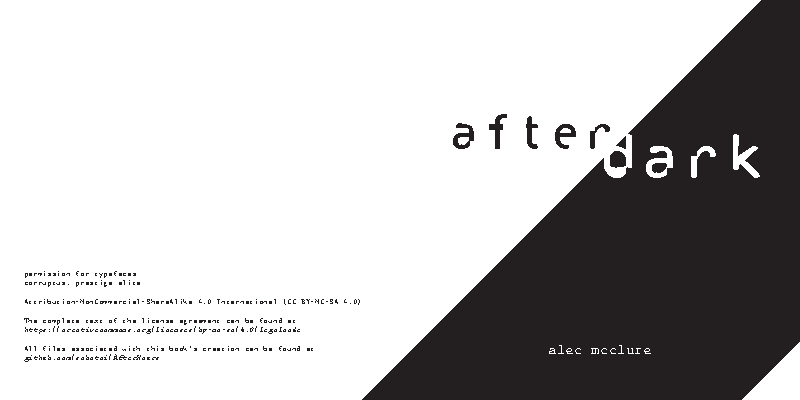 after
dark
permission for typefaces
corruptus, prestige elite
Attribution-NonCommercial-ShareAlike 4.0 International (CC BY-NC-SA 4.0)
The complete text of the license agreement can be found at
https://creativecommons.org/licenses/by-nc-sa/4.0/legalcode
All files associated with this book's creation can be found at
alec mcclure